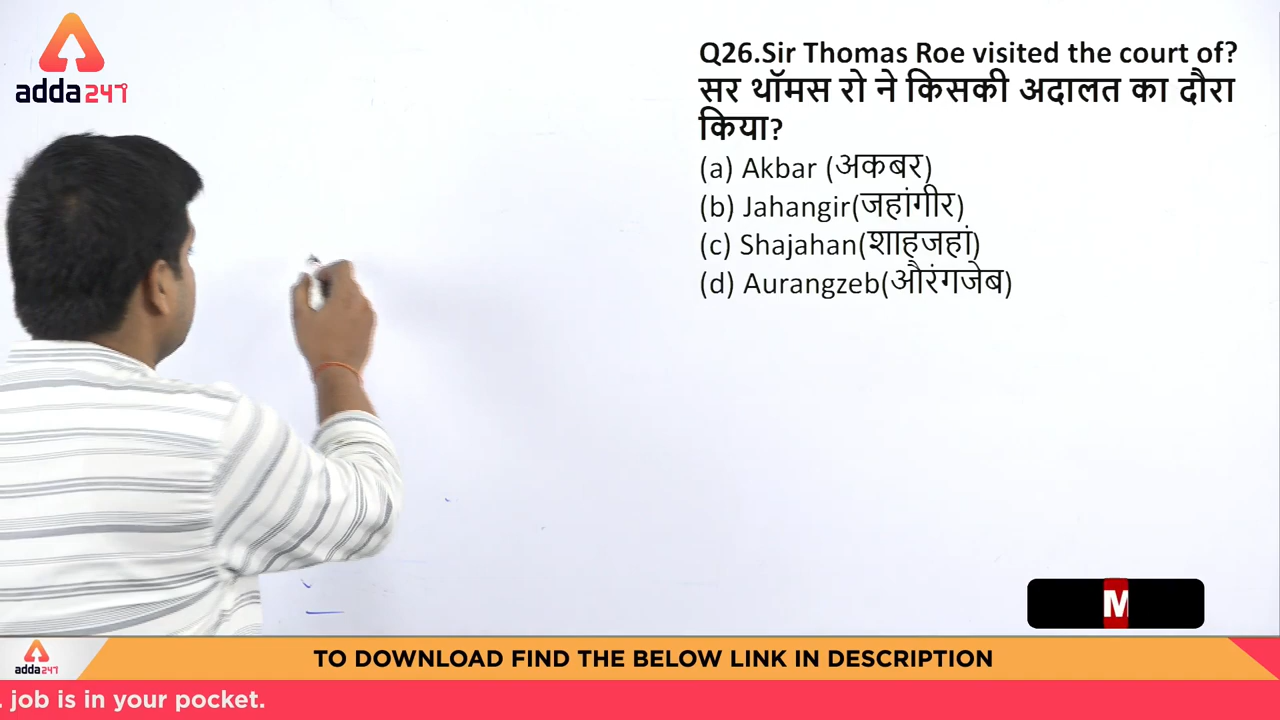 adda247
Q26.Sir Thomas Roe visited the court of?
सर थॉमस रो ने किसकी अदालत का दौरा
किया?
(a) Akbar (अकबर)
(b) Jahangir(जहांगीर)
(c) Shajahan(शाहजहां)
(d) Aurangzeb(औरंगजेब)
M
adda247
TO DOWNLOAD FIND THE BELOW LINK IN DESCRIPTION
. job is in your pocket.